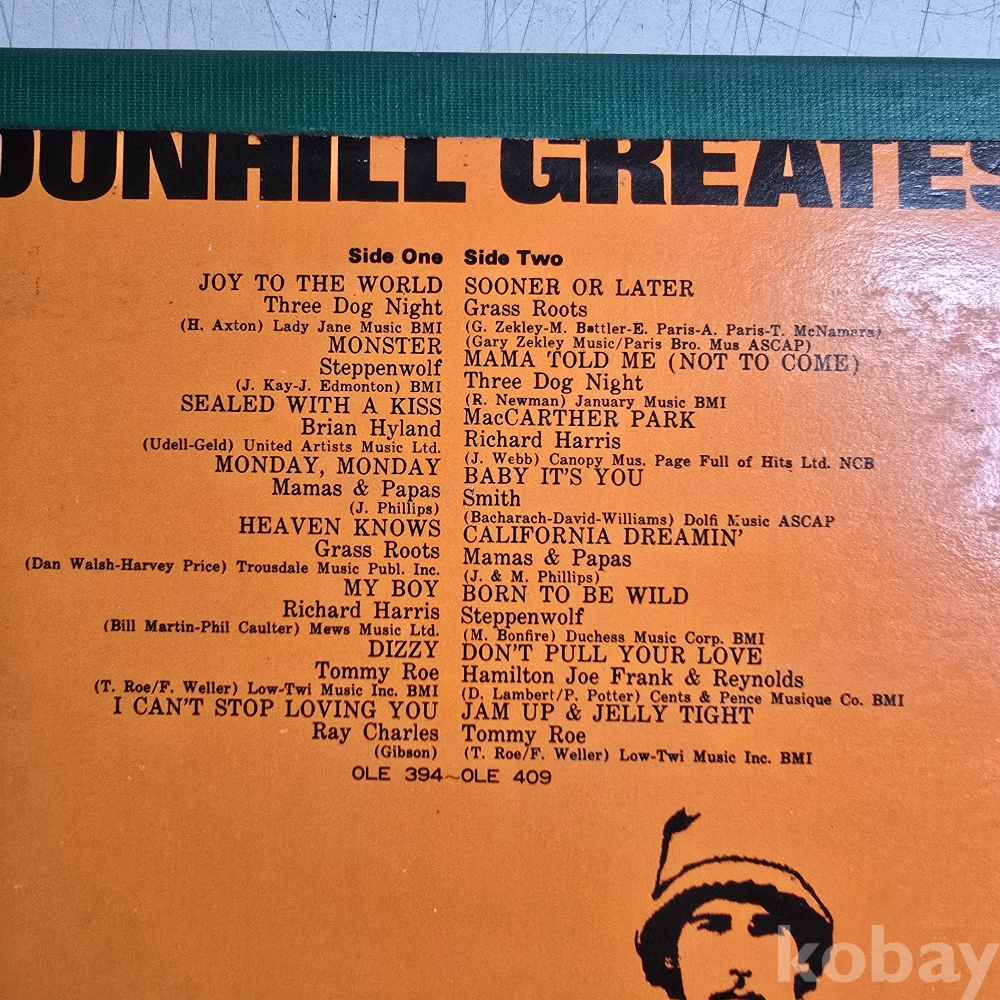 DUNHILL GREATES
Side One
JOY TO THE WORLD
Three Dog Night
(H. Axton) Lady Jane Music BMI
MONSTER
Steppenwolf
(J. Kay-J. Edmonton) BMI
SEALED WITH A KISS
Brian Hyland
(Udell-Geld) United Artists Music Ltd.
MONDAY, MONDAY
Mamas & Papas
(J. Phillips)
HEAVEN KNOWS
Grass Roots
(Dan Walsh-Harvey Price) Trousdale Music Publ. Inc.
MY BOY
Richard Harris
(Bill Martin-Phil Caulter) Mews Music Ltd.
DIZZY
Tommy Roe
(T. Roe/F. Weller) Low-Twi Music Inc. BMI
I CAN'T STOP LOVING YOU
Ray Charles
(Gibson)
Side Two
SOONER OR LATER
Grass Roots
(G. Zekley-M. Bottler-E. Paris-A. Paris-T. McNamara)
(Gary Zekley Music/Paris Bro. Mus ASCAP)
MAMA TOLD ME (NOT TO COME)
Three Dog Night
(R. Newman) January Music BMI
MacCARTHER PARK
Richard Harris
(J. Webb) Canopy Mus. Page Full of Hits Ltd. NCB
BABY IT'S YOU
Smith
(Bacharach-David-Williams) Dolfi Music ASCAP
CALIFORNIA DREAMIN'
Mamas & Papas
(J. & M. Phillips)
BORN TO BE WILD
Steppenwolf
(M. Bonfire) Duchess Music Corp. BMI
DON'T PULL YOUR LOVE
Hamilton Joe Frank & Reynolds
(D. Lambert/P. Potter) Cents & Pence Musique Co. BMI
JAM UP & JELLY TIGHT
Tommy Roe
(T. Roe/F. Weller) Low-Twi Music Inc. BMI
OLE 394~OLE 409
kobay